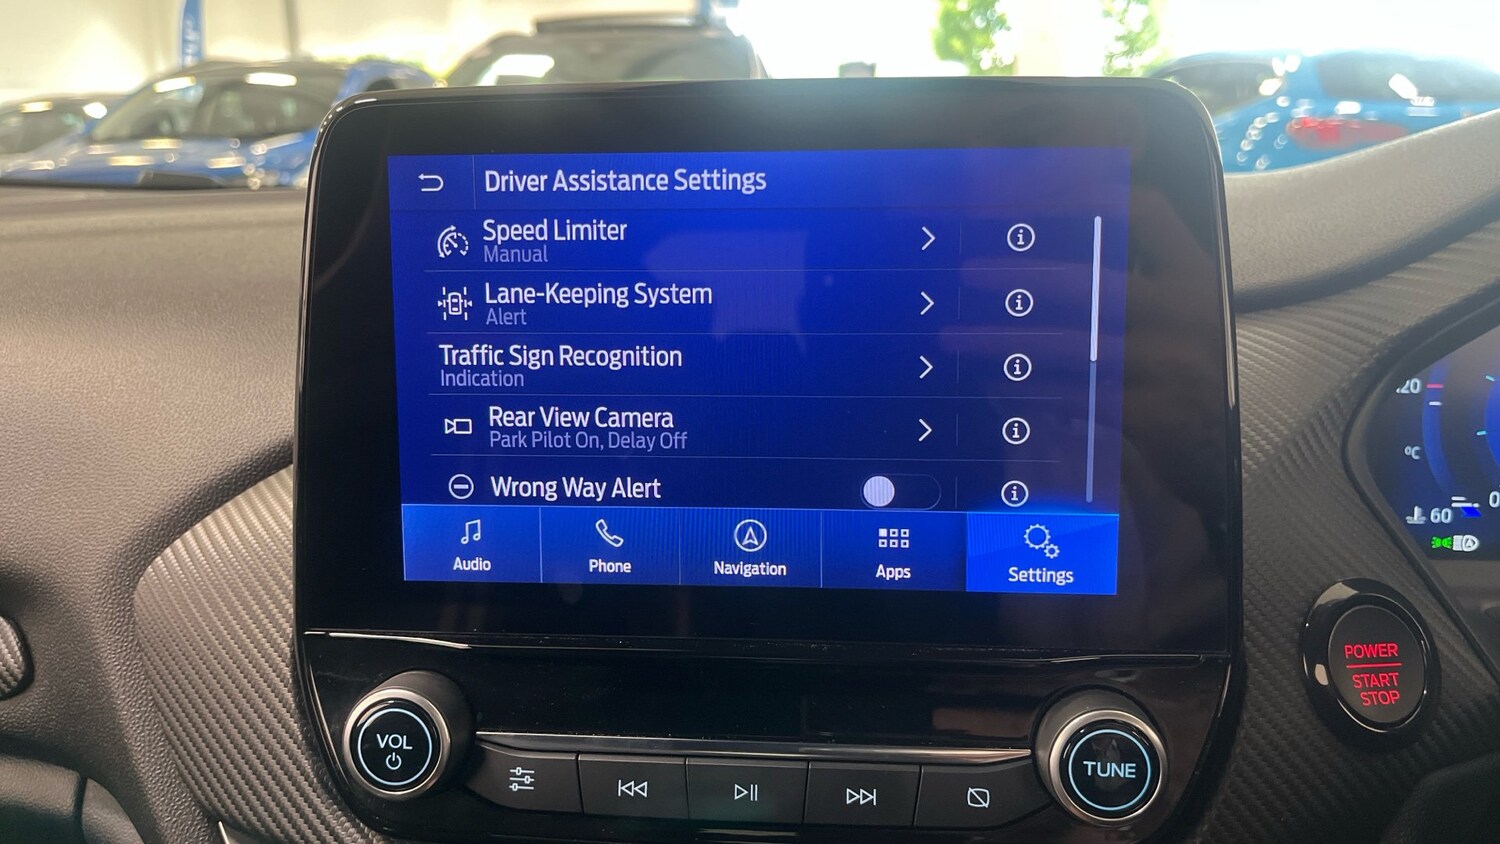 Driver Assistance Settings
Speed Limiter
Manual
Lane-Keeping System
Alert
Traffic Sign Recognition
Indication
Rear View Camera
Park Pilot On, Delay Off
Wrong Way Alert
Audio
Phone
Navigation
Apps
Settings
VOL
TUNE
POWER
START
STOP
°C
60